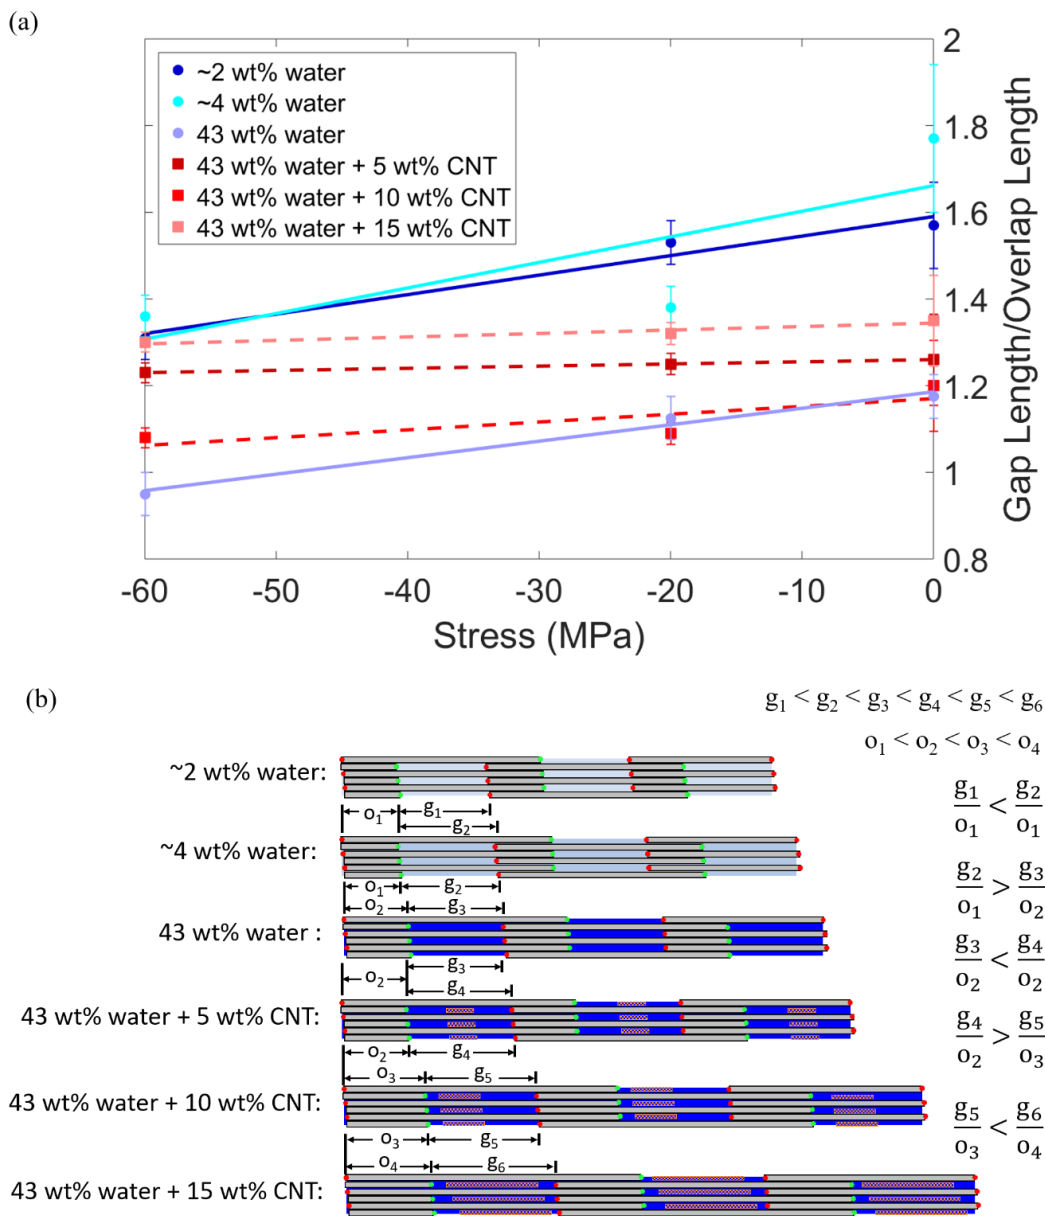 (a)
~2 wt% water
~4 wt% water
43 wt% water
43 wt% water + 5 wt% CNT
43 wt% water + 10 wt% CNT
43 wt% water + 15 wt% CNT
2
1.8
1.6
1.4
1.2
1
0.8
Gap Length/Overlap Length
-60 -50 -40 -30 -20 -10 0
Stress (MPa)
(b)
g₁ < g₂ < g₃ < g₄ < g₅ < g₆
o₁ < o₂ < o₃ < o₄
~2 wt% water:
o₁ g₁
g₂
~4 wt% water:
o₁ g₂
o₂ g₃
43 wt% water :
o₂ g₃
g₄
43 wt% water + 5 wt% CNT:
o₂ g₄
o₃ g₅
43 wt% water + 10 wt% CNT:
o₃ g₅
o₄ g₆
43 wt% water + 15 wt% CNT:
g₁ g₂
< 
o₁ o₁
g₂ g₃
>
o₁ o₂
g₃ g₄
<
o₂ o₂
g₄ g₅
>
o₂ o₃
g₅ g₆
<
o₃ o₄